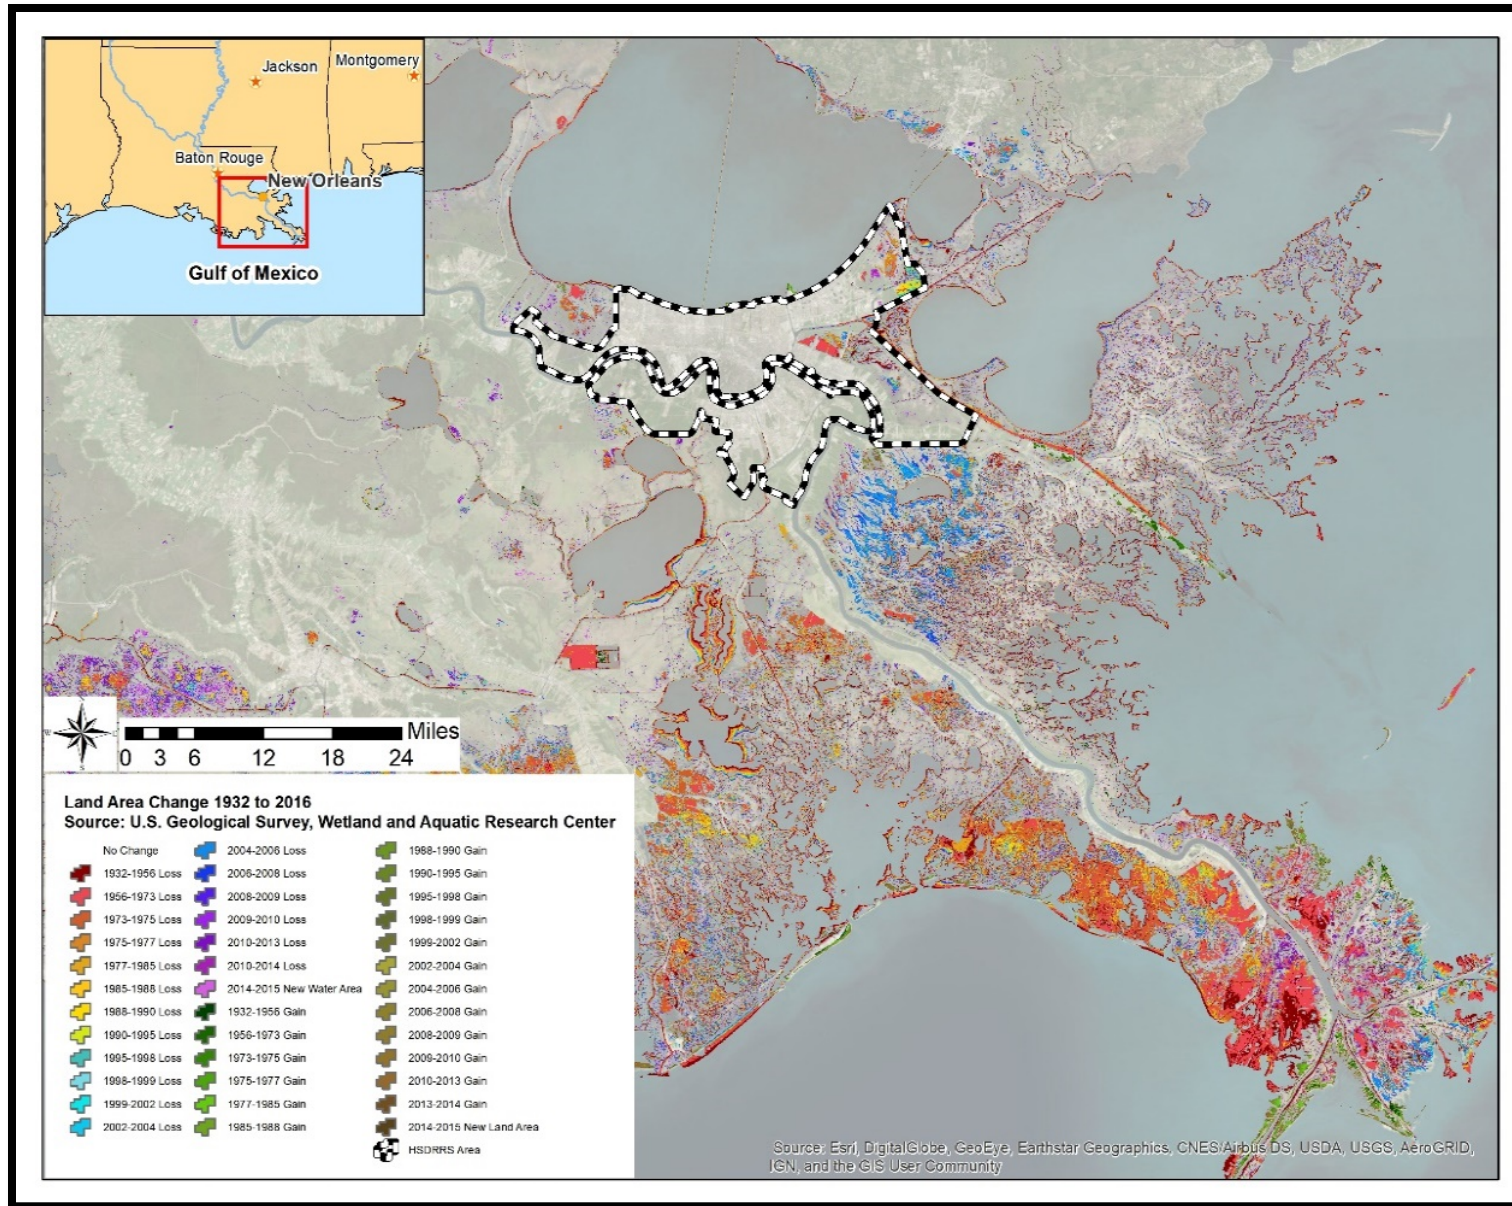 Jackson
Montgomery
Baton Rouge
New Orleans
Gulf of Mexico
Miles
0 3 6 12 18 24
Land Area Change 1932 to 2016
Source: U.S. Geological Survey, Wetland and Aquatic Research Center
No Change
1932-1956 Loss
1956-1973 Loss
1973-1975 Loss
1975-1977 Loss
1977-1985 Loss
1985-1988 Loss
1988-1990 Loss
1990-1995 Loss
1995-1998 Loss
1998-1999 Loss
1999-2002 Loss
2002-2004 Loss
2004-2006 Loss
2006-2008 Loss
2008-2009 Loss
2009-2010 Loss
2010-2013 Loss
2010-2014 Loss
2014-2015 New Water Area
1932-1956 Gain
1956-1973 Gain
1973-1975 Gain
1975-1977 Gain
1977-1985 Gain
1985-1988 Gain
1988-1990 Gain
1990-1995 Gain
1995-1998 Gain
1998-1999 Gain
1999-2002 Gain
2002-2004 Gain
2004-2006 Gain
2006-2008 Gain
2008-2009 Gain
2009-2010 Gain
2010-2013 Gain
2013-2014 Gain
2014-2015 New Land Area
HSDRRS Area
Source: Esri, DigitalGlobe, GeoEye, Earthstar Geographics, CNES/Airbus DS, USDA, USGS, AeroGRID,
IGN, and the GIS User Community